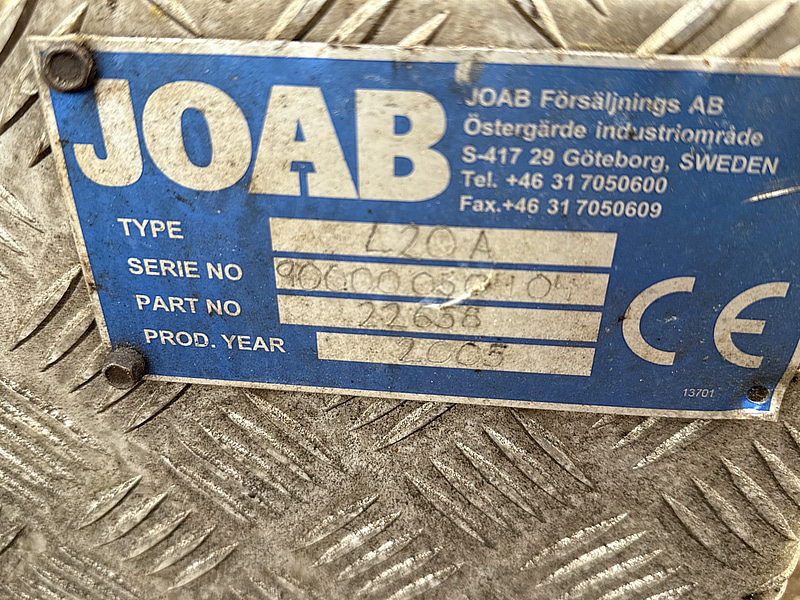 JOAB
JOAB Försäljnings AB
Östergärde industriområde
S-417 29 Göteborg, SWEDEN
Tel. +46 31 7050600
Fax.+46 31 7050609
TYPE L20A
SERIE NO
PART NO 22658
PROD. YEAR 2005
CE
13701